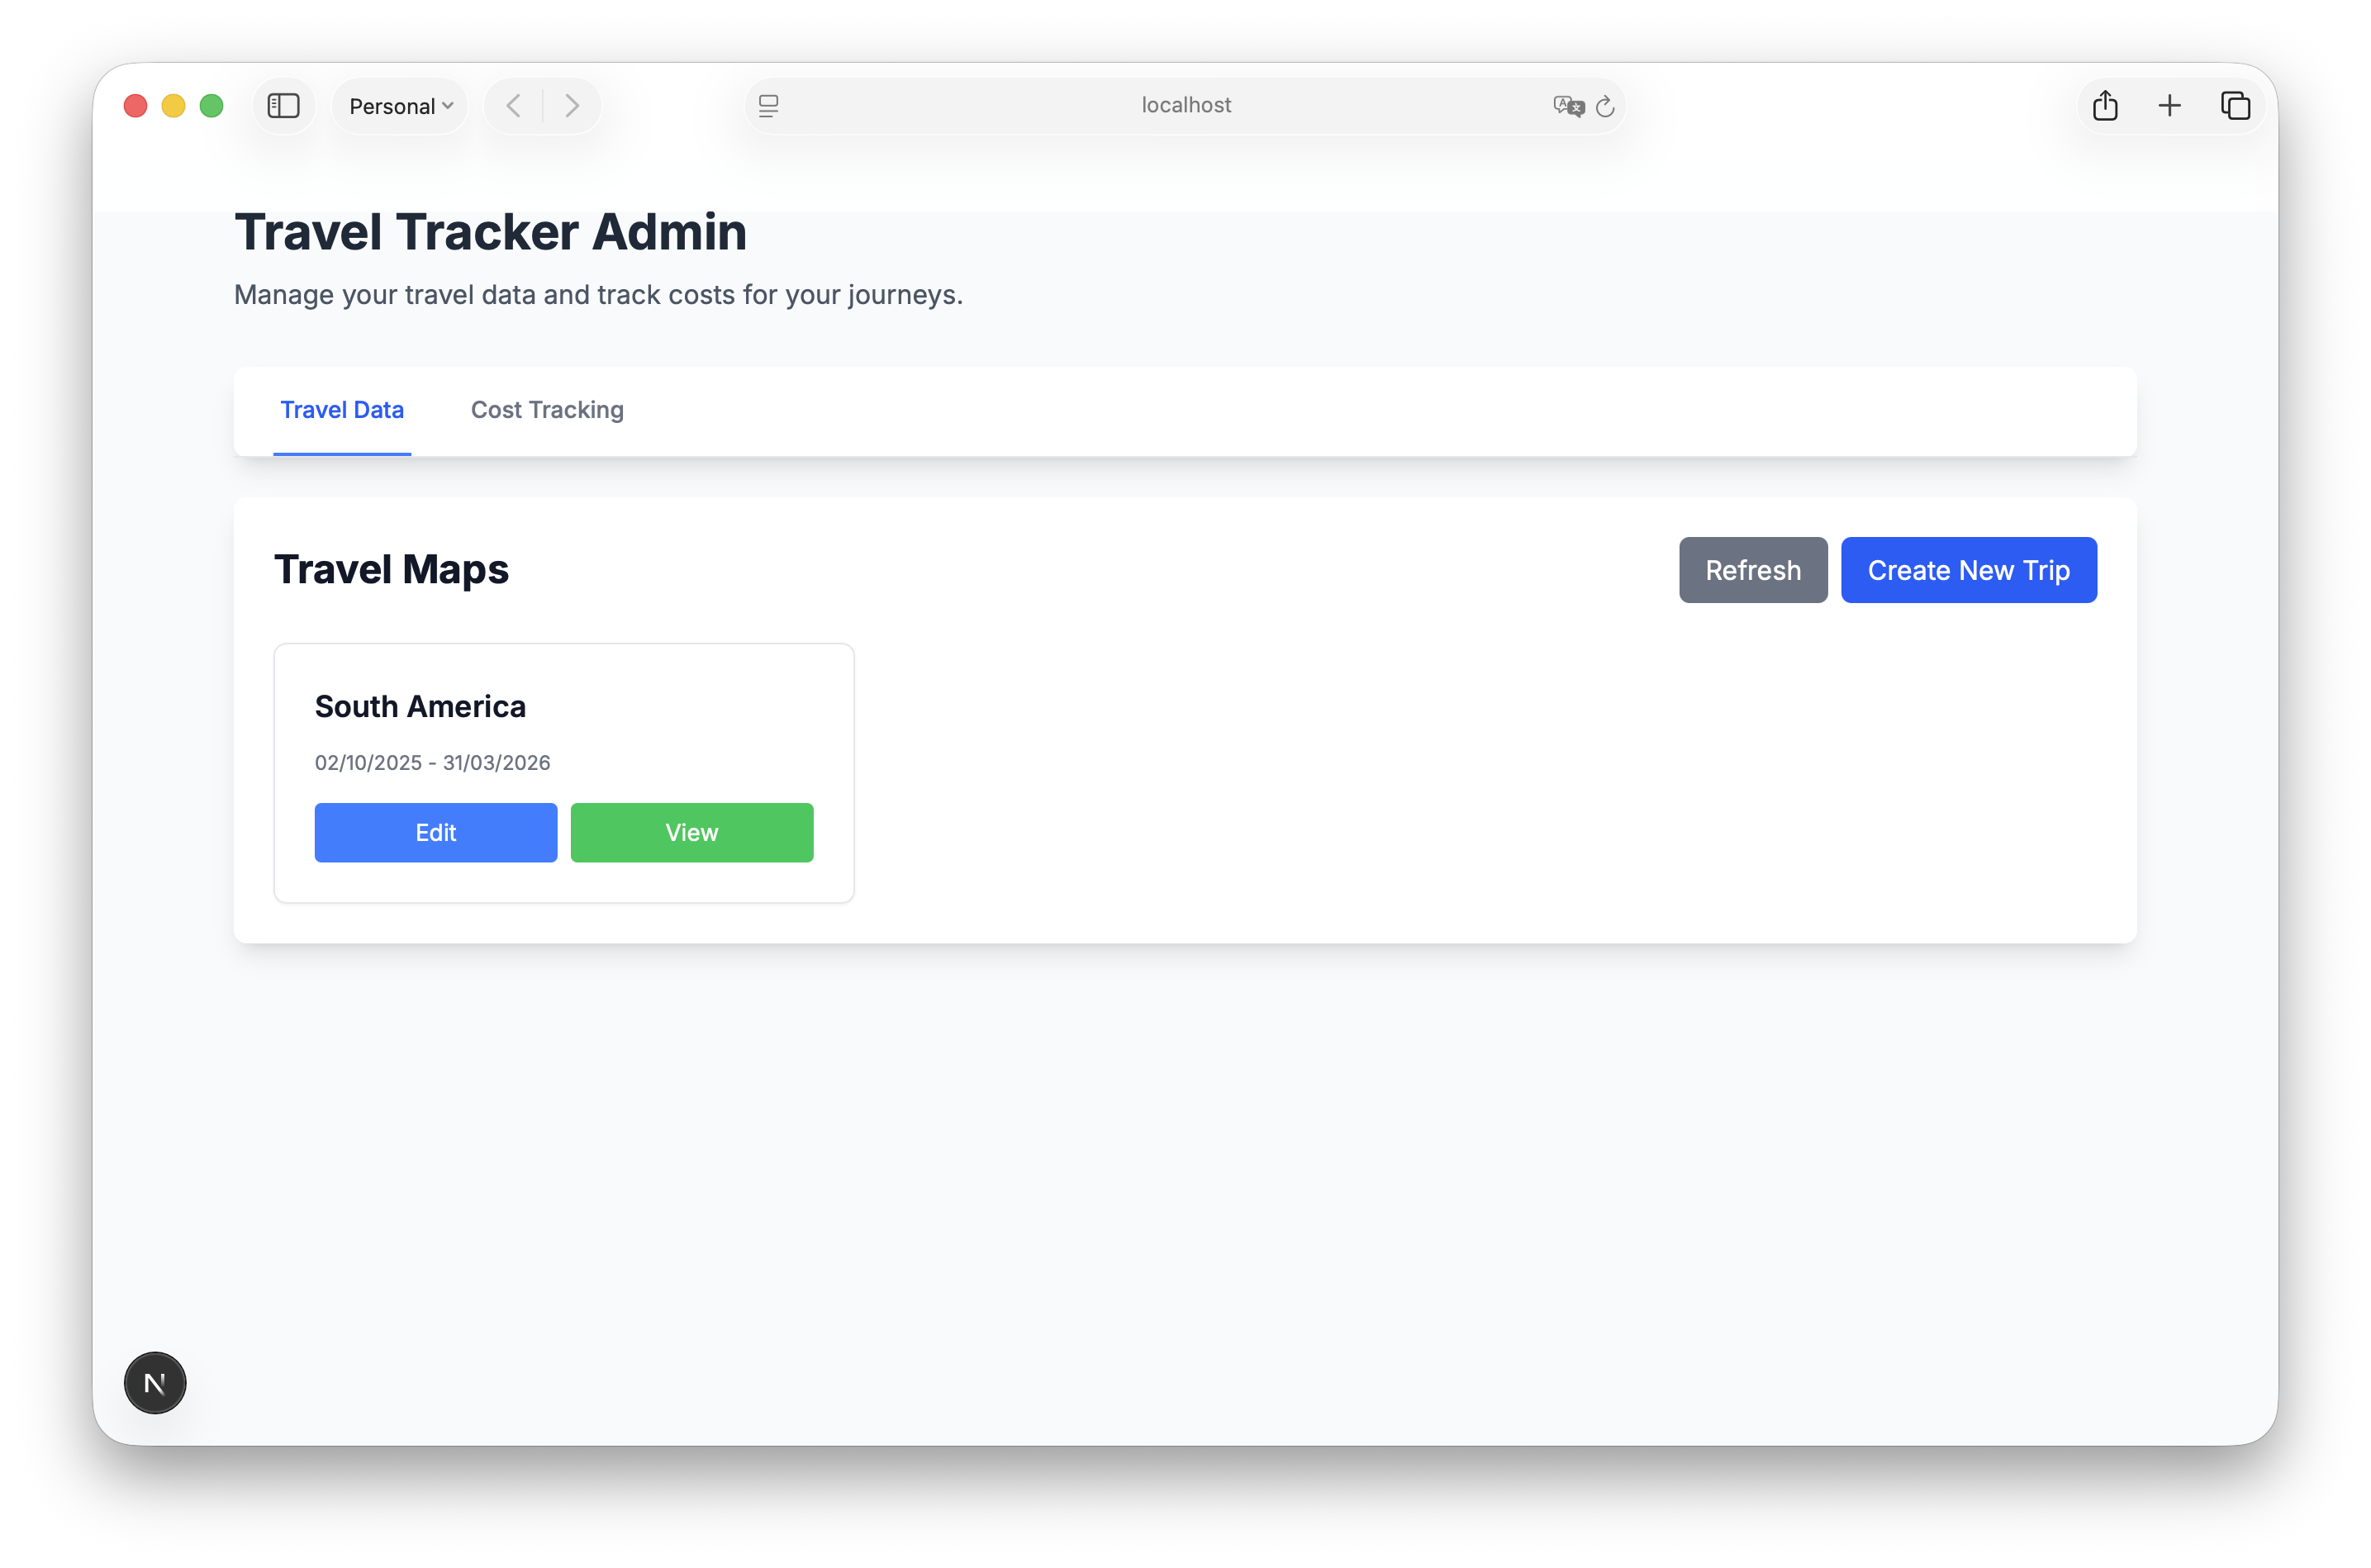 Personal
localhost
Travel Tracker Admin
Manage your travel data and track costs for your journeys.
Travel Data
Cost Tracking
Travel Maps
Refresh
Create New Trip
South America
02/10/2025 - 31/03/2026
Edit
View
N